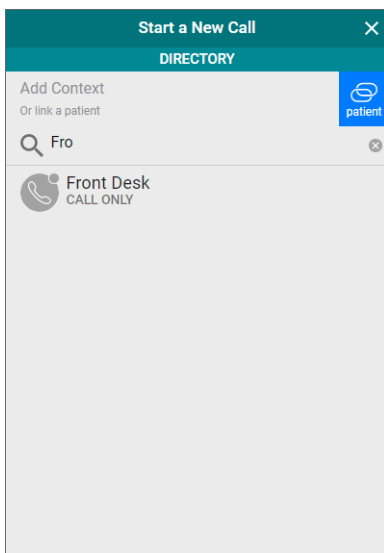 Start a New Call
DIRECTORY
Add Context
Or link a patient
patient
Fro
Front Desk
CALL ONLY